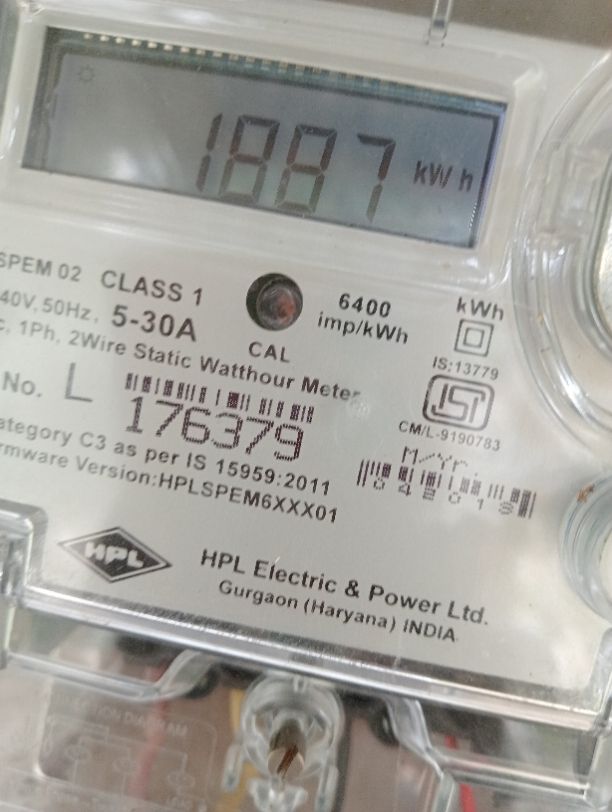 1887 kWh
SPEM 02 CLASS 1
40V, 50Hz, 5-30A
1Ph, 2Wire Static Watthour Meter
CAL
6400
imp/kWh
kWh
IS:13779
ISI
CM/L-9190783
No. L 176379
M/Yr.
ategory C3 as per IS 15959:2011
rmware Version:HPLSPEM6XXX01
HPL
HPL Electric & Power Ltd.
Gurgaon (Haryana) INDIA